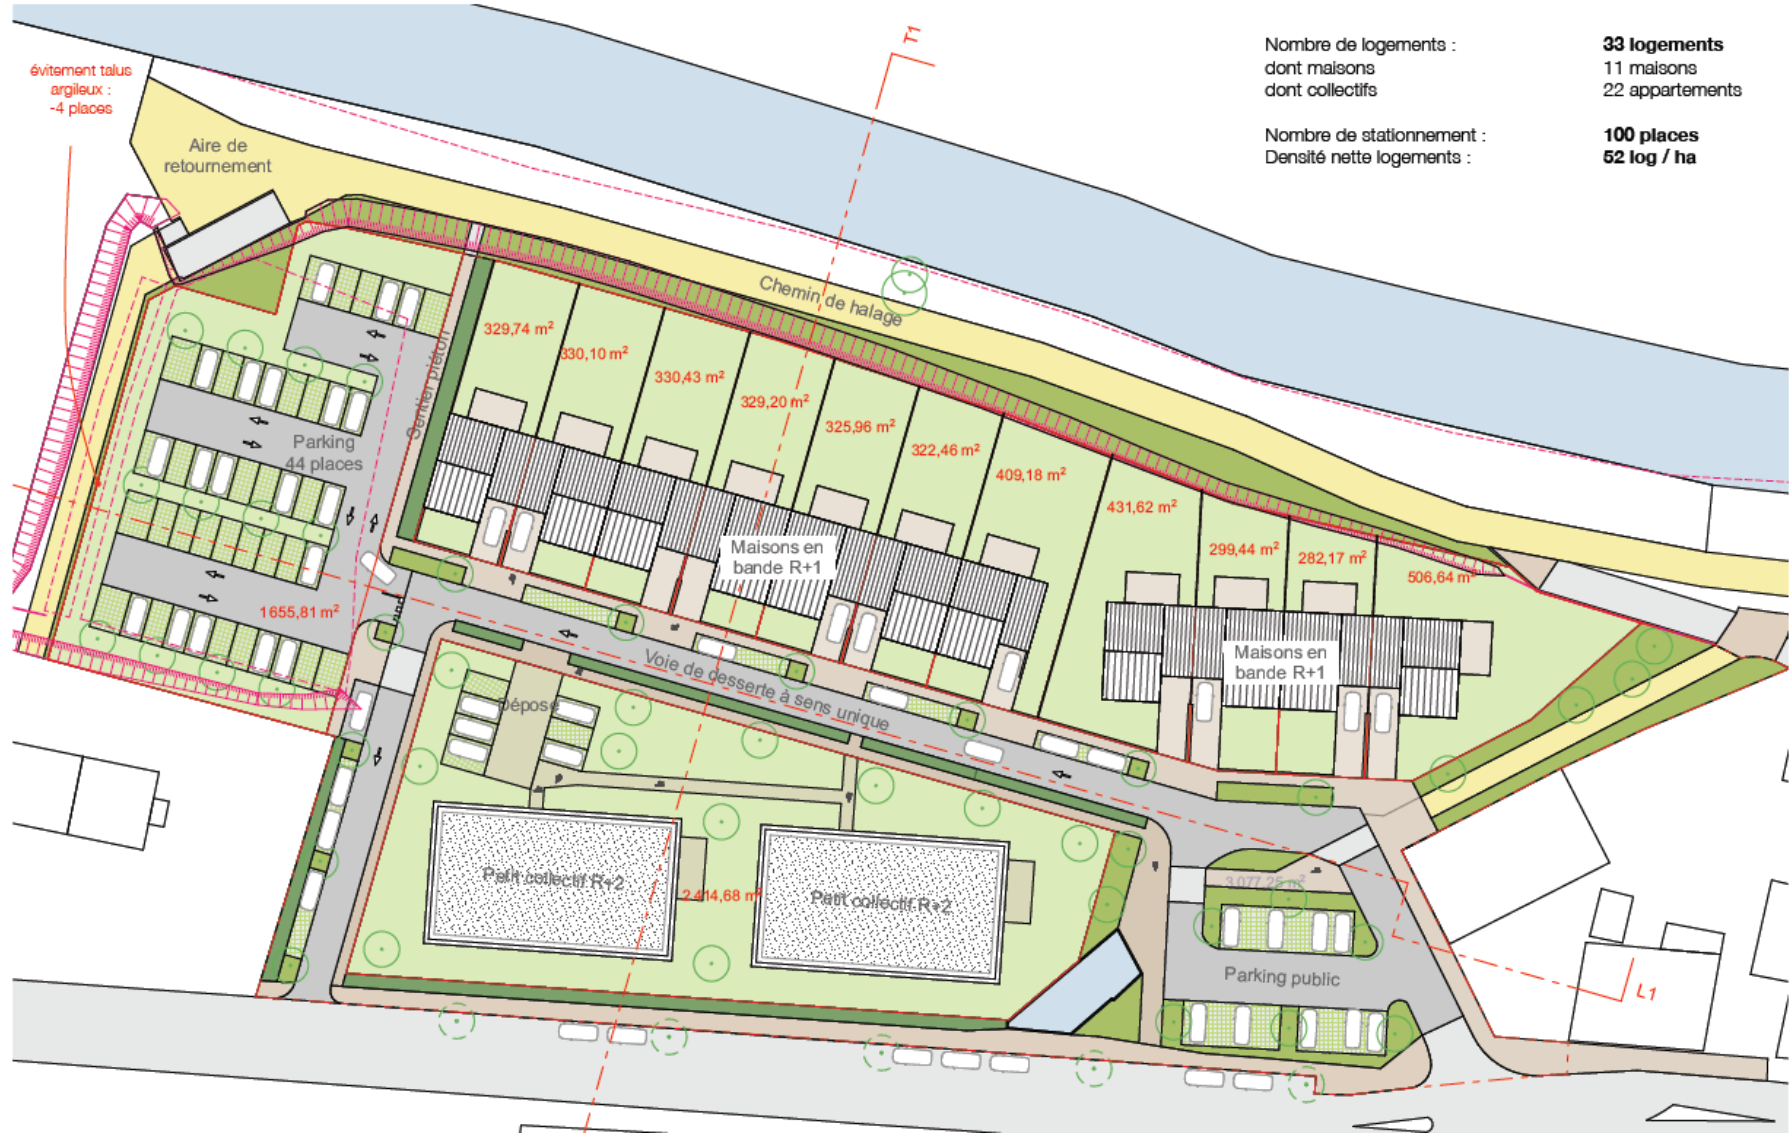 T1
Nombre de logements : 33 logements
dont maisons 11 maisons
dont collectifs 22 appartements
Nombre de stationnement : 100 places
Densité nette logements : 52 log / ha
évitement talus
argileux :
-4 places
Aire de
retournement
Chemin de halage
Sentier piéton
329,74 m²
330,10 m²
330,43 m²
329,20 m²
325,96 m²
322,46 m²
409,18 m²
431,62 m²
299,44 m²
282,17 m²
506,64 m²
Parking
44 places
1655,81 m²
Maisons en
bande R+1
Maisons en
bande R+1
Voie de desserte à sens unique
Dépose
Petit collectif R+2
2 414,68 m²
Petit collectif R+2
3 077,25 m²
Parking public
L1